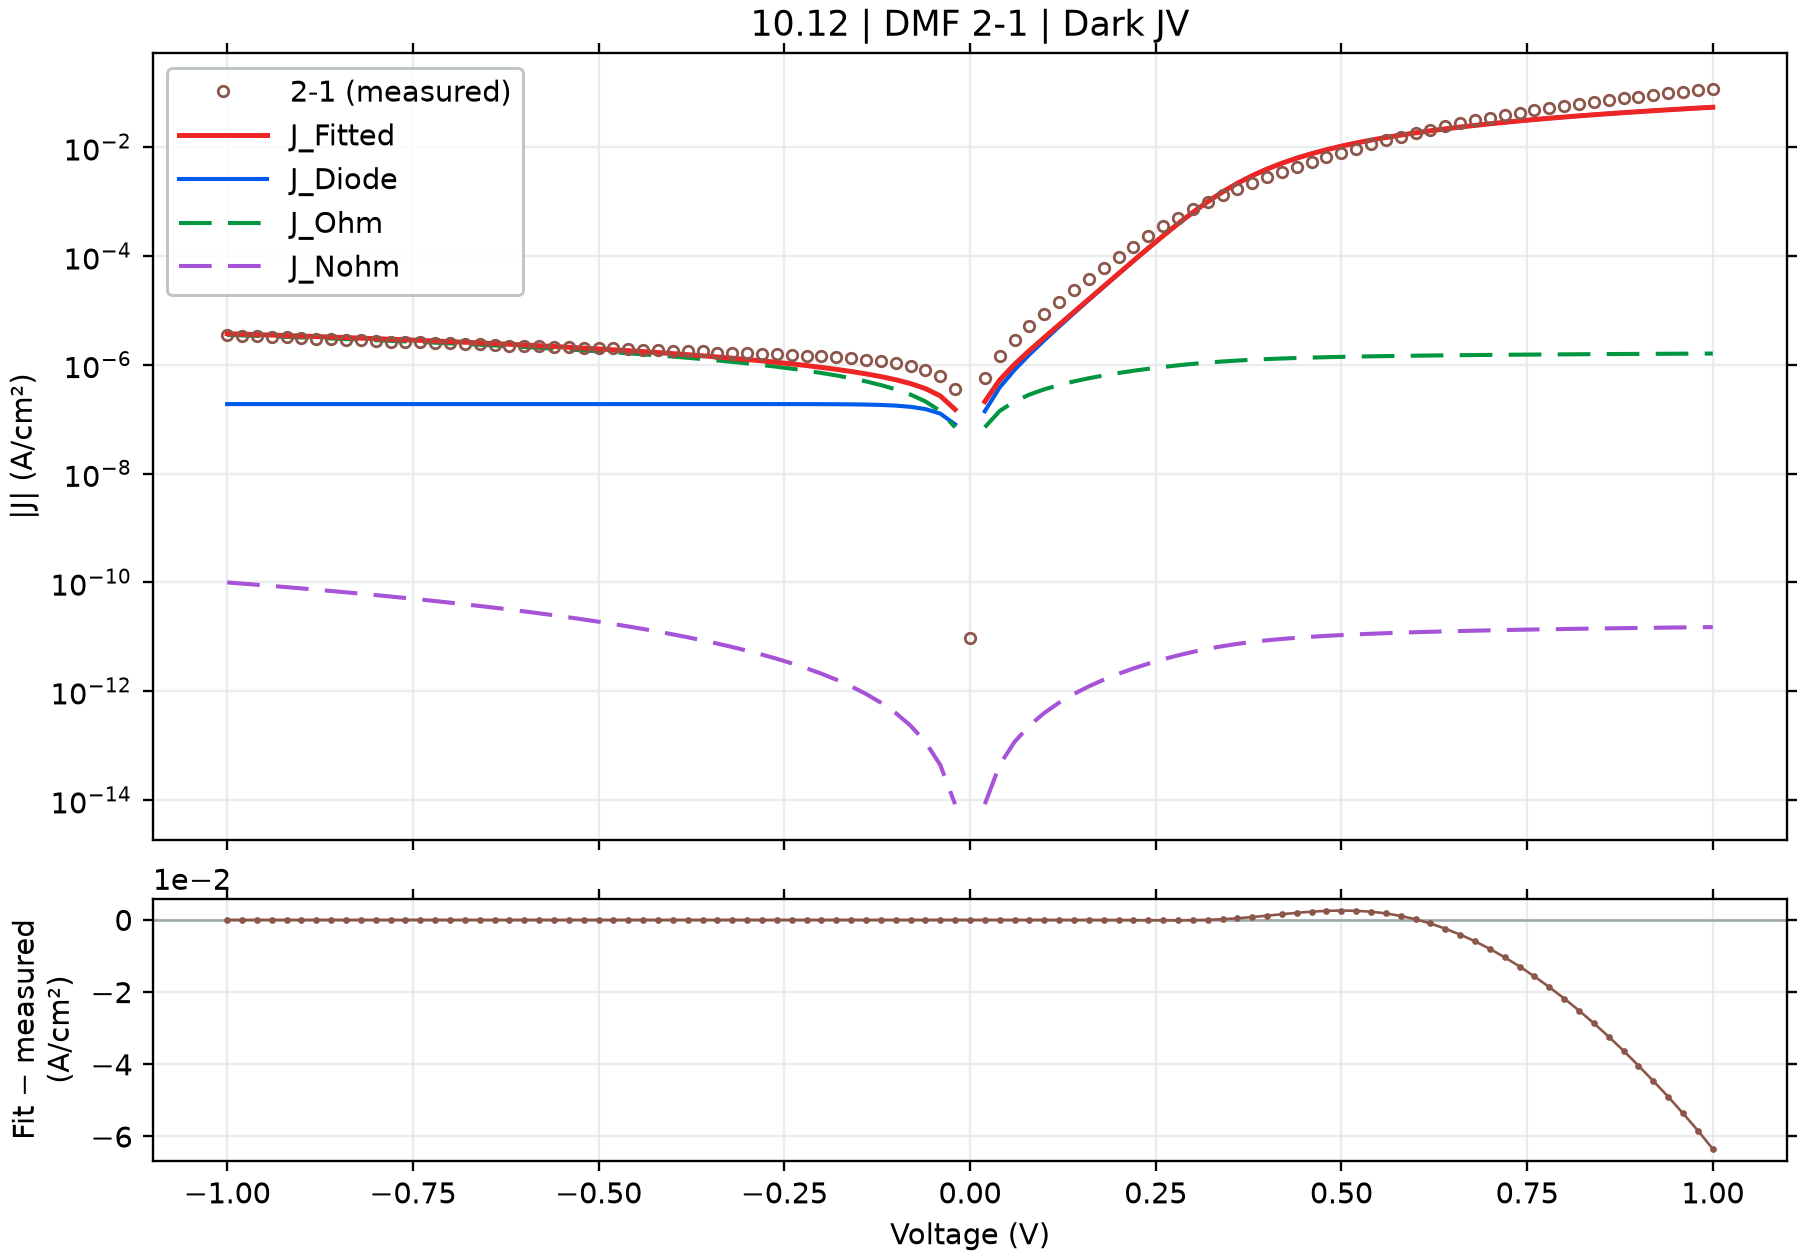 10.12 | DMF 2-1 | Dark JV
2-1 (measured)
J_Fitted
J_Diode
J_Ohm
J_Nohm
|J| (A/cm²)
10⁻²
10⁻⁴
10⁻⁶
10⁻⁸
10⁻¹⁰
10⁻¹²
10⁻¹⁴
1e−2
Fit − measured
(A/cm²)
0
−2
−4
−6
−1.00 −0.75 −0.50 −0.25 0.00 0.25 0.50 0.75 1.00
Voltage (V)